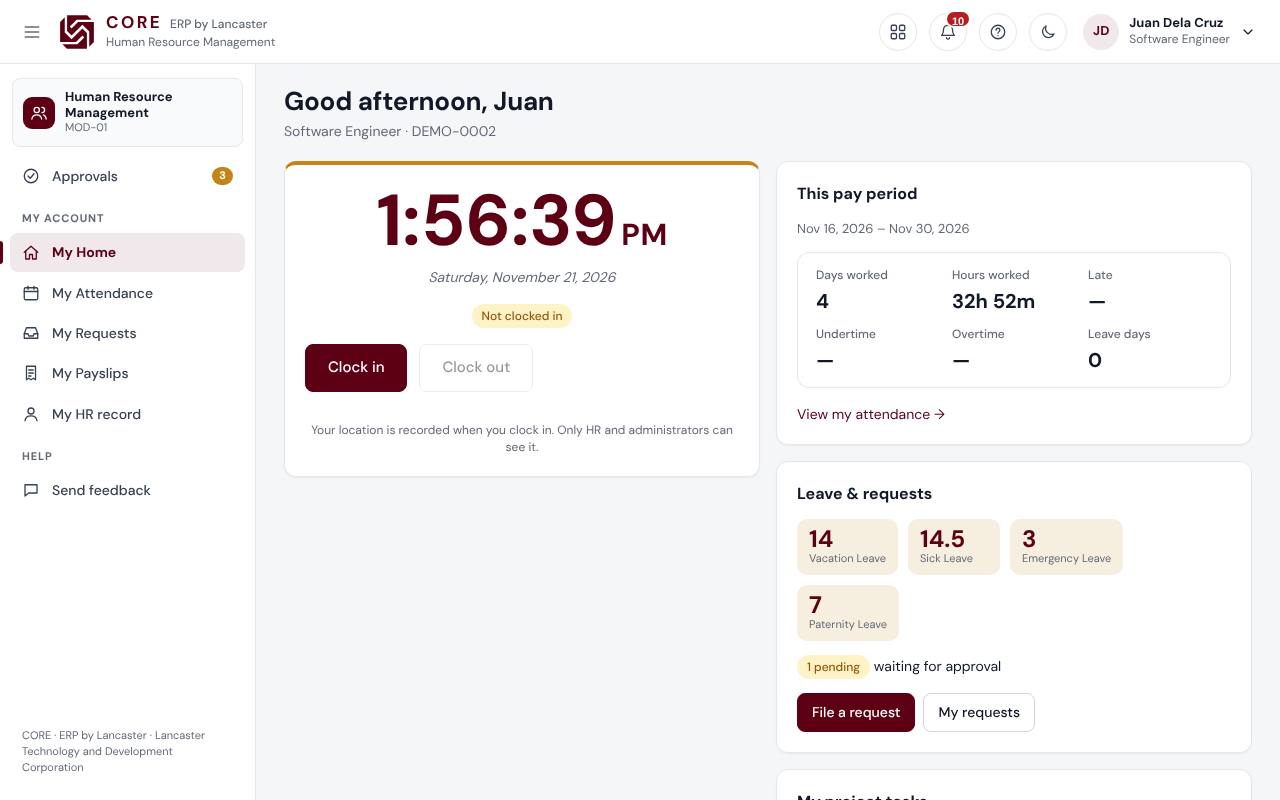 CORE ERP by Lancaster
Human Resource Management
10
JD
Juan Dela Cruz
Software Engineer
Human Resource
Management
MOD-01
Approvals 3
MY ACCOUNT
My Home
My Attendance
My Requests
My Payslips
My HR record
HELP
Send feedback
CORE · ERP by Lancaster · Lancaster
Technology and Development
Corporation
Good afternoon, Juan
Software Engineer · DEMO-0002
1:56:39 PM
Saturday, November 21, 2026
Not clocked in
Clock in Clock out
Your location is recorded when you clock in. Only HR and administrators can
see it.
This pay period
Nov 16, 2026 – Nov 30, 2026
Days worked Hours worked Late
4 32h 52m —
Undertime Overtime Leave days
— — 0
View my attendance →
Leave & requests
14 14.5 3
Vacation Leave Sick Leave Emergency Leave
7
Paternity Leave
1 pending waiting for approval
File a request My requests
My project tasks